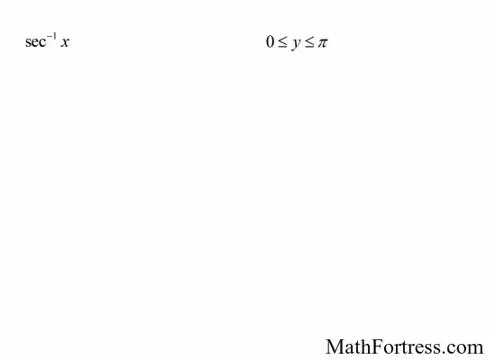 sec⁻¹ x 0 ≤ y ≤ π
MathFortress.com